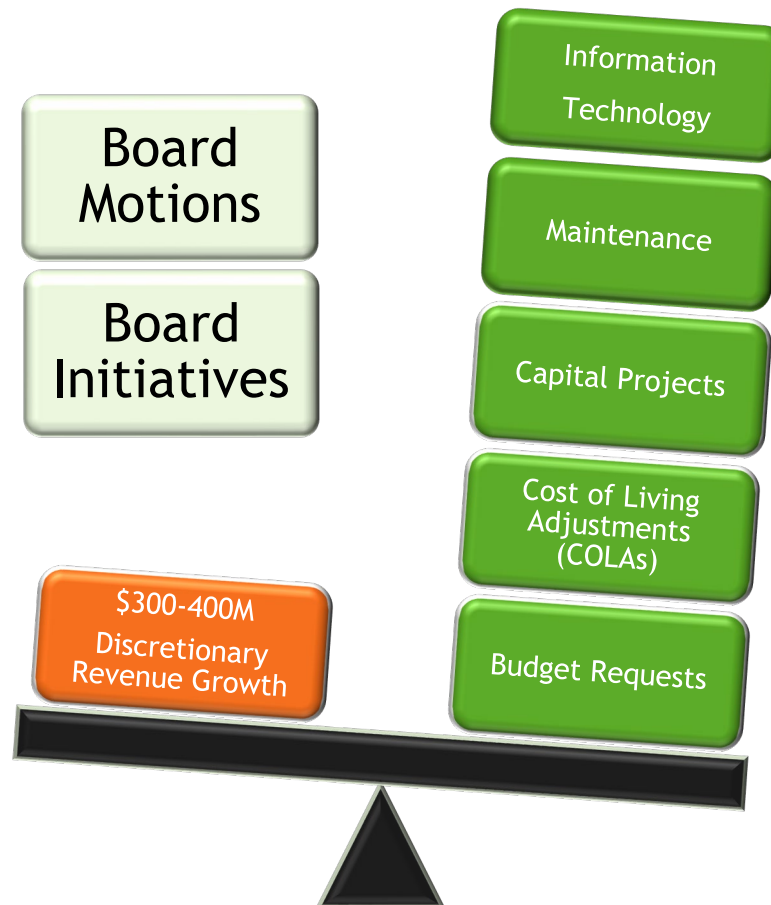 Board
Motions
Board
Initiatives
$300-400M
Discretionary
Revenue Growth
Information
Technology
Maintenance
Capital Projects
Cost of Living
Adjustments
(COLAs)
Budget Requests